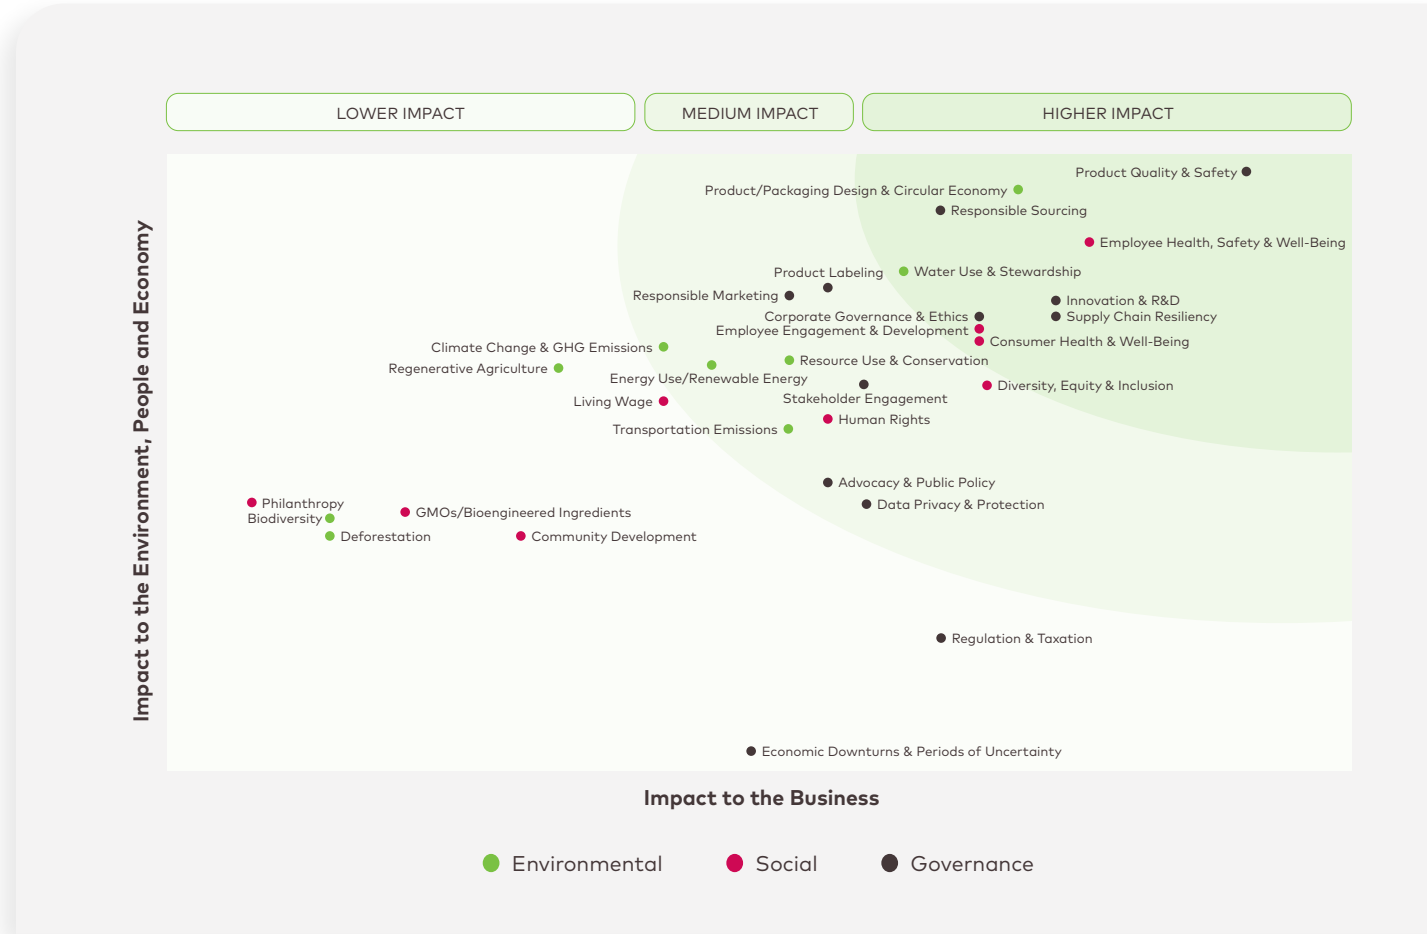 LOWER IMPACT
MEDIUM IMPACT
HIGHER IMPACT
Impact to the Environment, People and Economy
Product Quality & Safety
Product/Packaging Design & Circular Economy
Responsible Sourcing
Employee Health, Safety & Well-Being
Product Labeling
Water Use & Stewardship
Responsible Marketing
Innovation & R&D
Corporate Governance & Ethics
Supply Chain Resiliency
Employee Engagement & Development
Consumer Health & Well-Being
Climate Change & GHG Emissions
Resource Use & Conservation
Regenerative Agriculture
Energy Use/Renewable Energy
Diversity, Equity & Inclusion
Stakeholder Engagement
Living Wage
Human Rights
Transportation Emissions
Advocacy & Public Policy
Data Privacy & Protection
Philanthropy
GMOs/Bioengineered Ingredients
Biodiversity
Deforestation
Community Development
Regulation & Taxation
Economic Downturns & Periods of Uncertainty
Impact to the Business
Environmental
Social
Governance